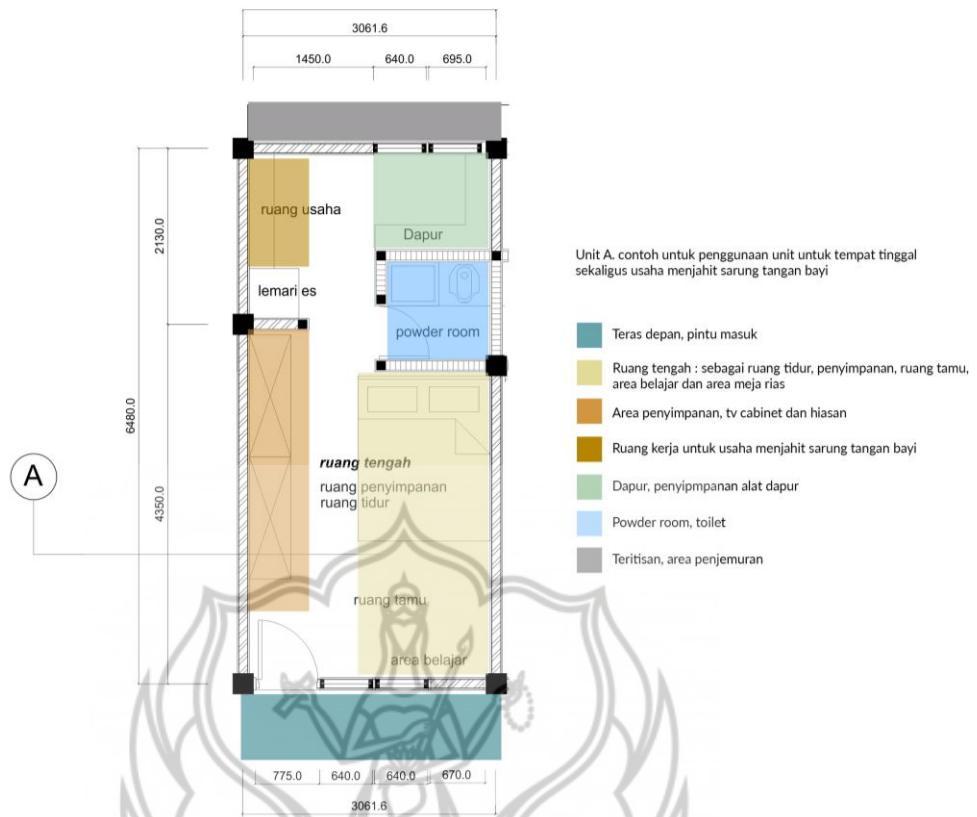 3061.6
1450.0
640.0
695.0
ruang usaha
Dapur
2130.0
lemari es
powder room
6480.0
4350.0
A
ruang tengah
ruang penyimpanan
ruang tidur
ruang tamu
area belajar
775.0
640.0
640.0
670.0
3061.6
Unit A. contoh untuk penggunaan unit untuk tempat tinggal
sekaligus usaha menjahit sarung tangan bayi
Teras depan, pintu masuk
Ruang tengah : sebagai ruang tidur, penyimpanan, ruang tamu,
area belajar dan area meja rias
Area penyimpanan, tv cabinet dan hiasan
Ruang kerja untuk usaha menjahit sarung tangan bayi
Dapur, penyipmpanan alat dapur
Powder room, toilet
Teritisan, area penjemuran